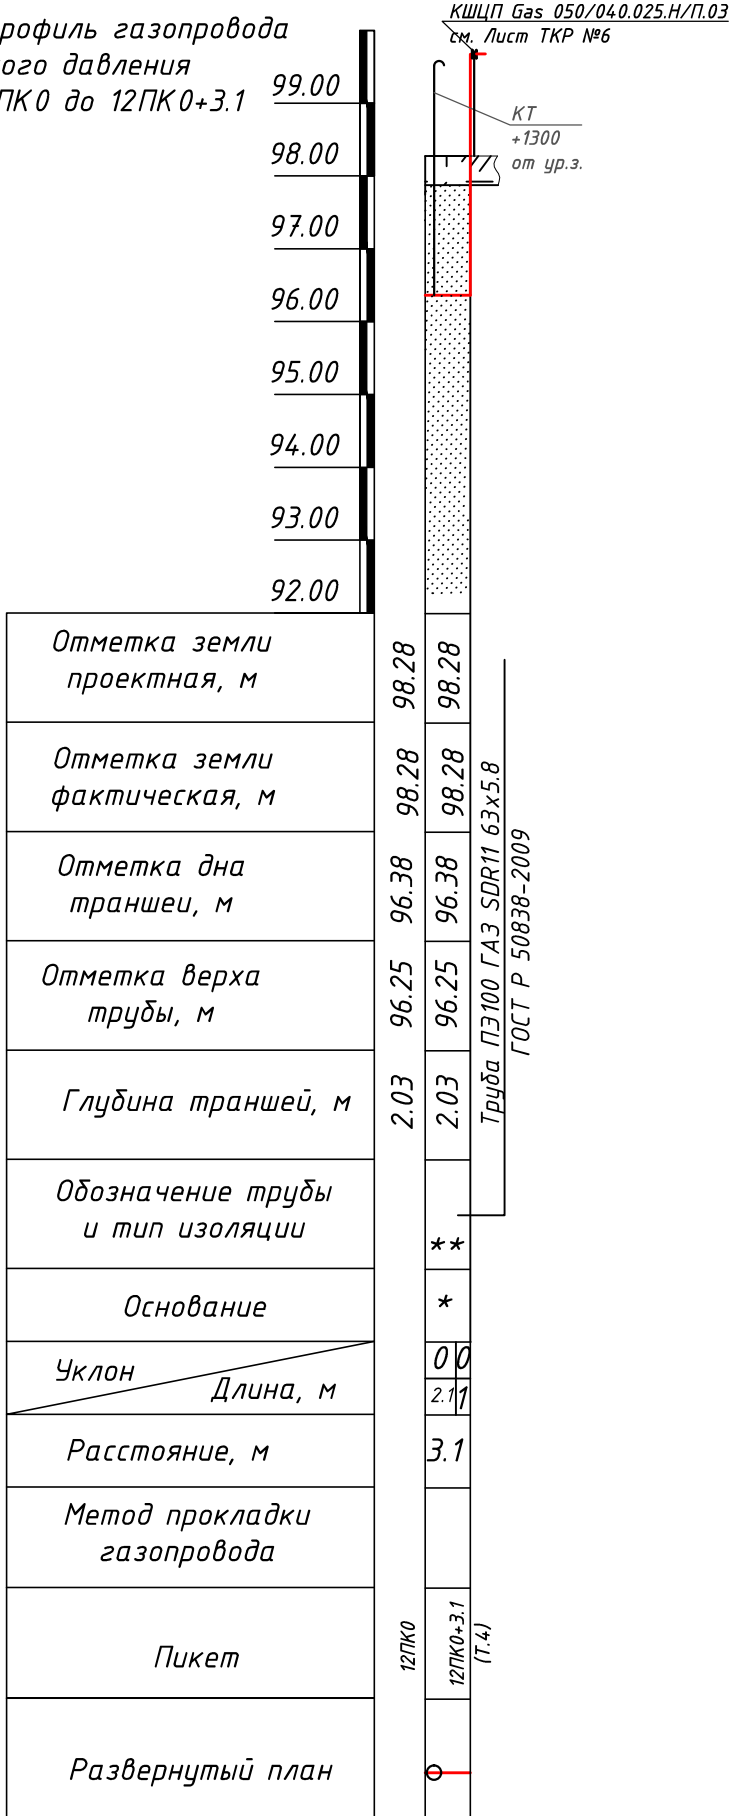 рофиль газопровода
ого давления
ПК0 до 12ПК0+3.1
КШЦП Gas 050/040.025.Н/П.03
см. Лист ТКР №6
КТ
+1300
от ур.з.
99.00
98.00
97.00
96.00
95.00
94.00
93.00
92.00
Отметка земли
проектная, м
98.28
98.28
Отметка земли
фактическая, м
98.28
98.28
Отметка дна
траншеи, м
96.38
96.38
Отметка верха
трубы, м
96.25
96.25
Глубина траншей, м
2.03
2.03
Труба ПЭ100 ГАЗ SDR11 63х5.8
ГОСТ Р 50838-2009
Обозначение трубы
и тип изоляции
**
Основание
*
Уклон
0 0
Длина, м
2.1 1
Расстояние, м
3.1
Метод прокладки
газопровода
Пикет
12ПК0
12ПК0+3.1
(Т.4)
Развернутый план